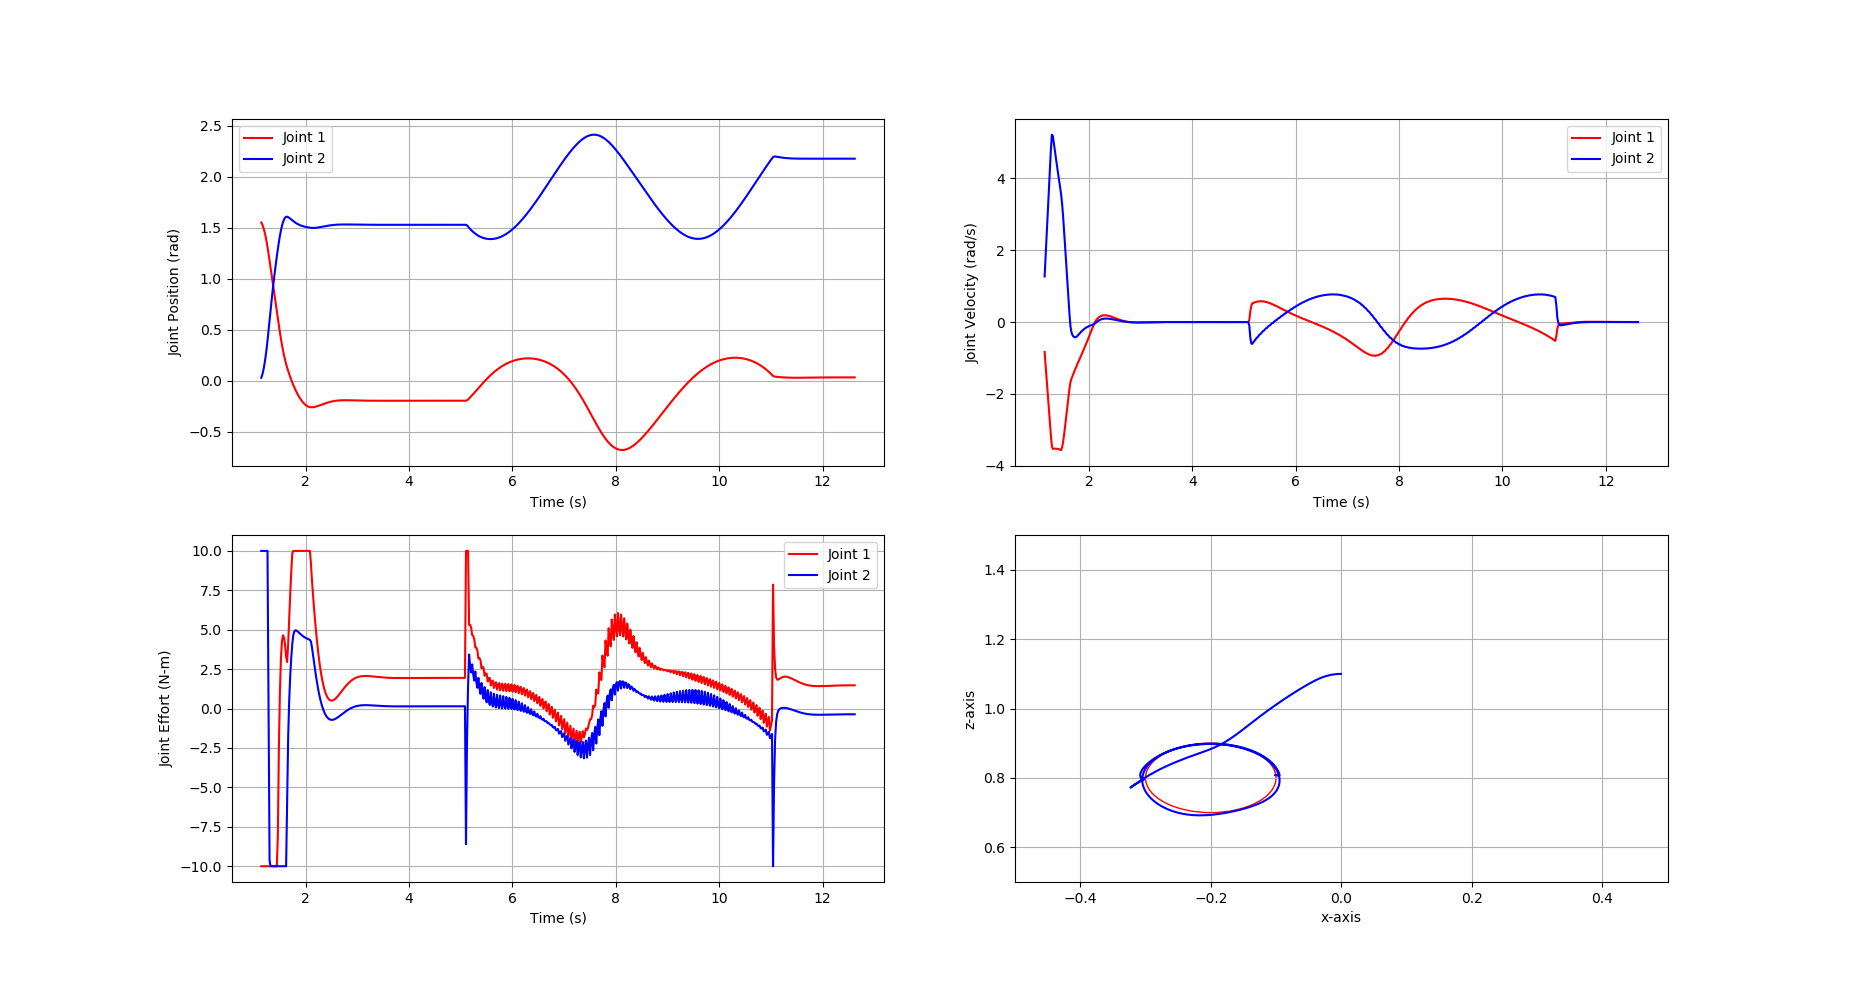 2.5
2.0
1.5
1.0
0.5
0.0
−0.5
Joint Position (rad)
Joint 1
Joint 2
2 4 6 8 10 12
Time (s)
4
2
0
−2
−4
Joint Velocity (rad/s)
Joint 1
Joint 2
2 4 6 8 10 12
Time (s)
10.0
7.5
5.0
2.5
0.0
−2.5
−5.0
−7.5
−10.0
Joint Effort (N-m)
Joint 1
Joint 2
2 4 6 8 10 12
Time (s)
1.4
1.2
1.0
0.8
0.6
z-axis
−0.4 −0.2 0.0 0.2 0.4
x-axis